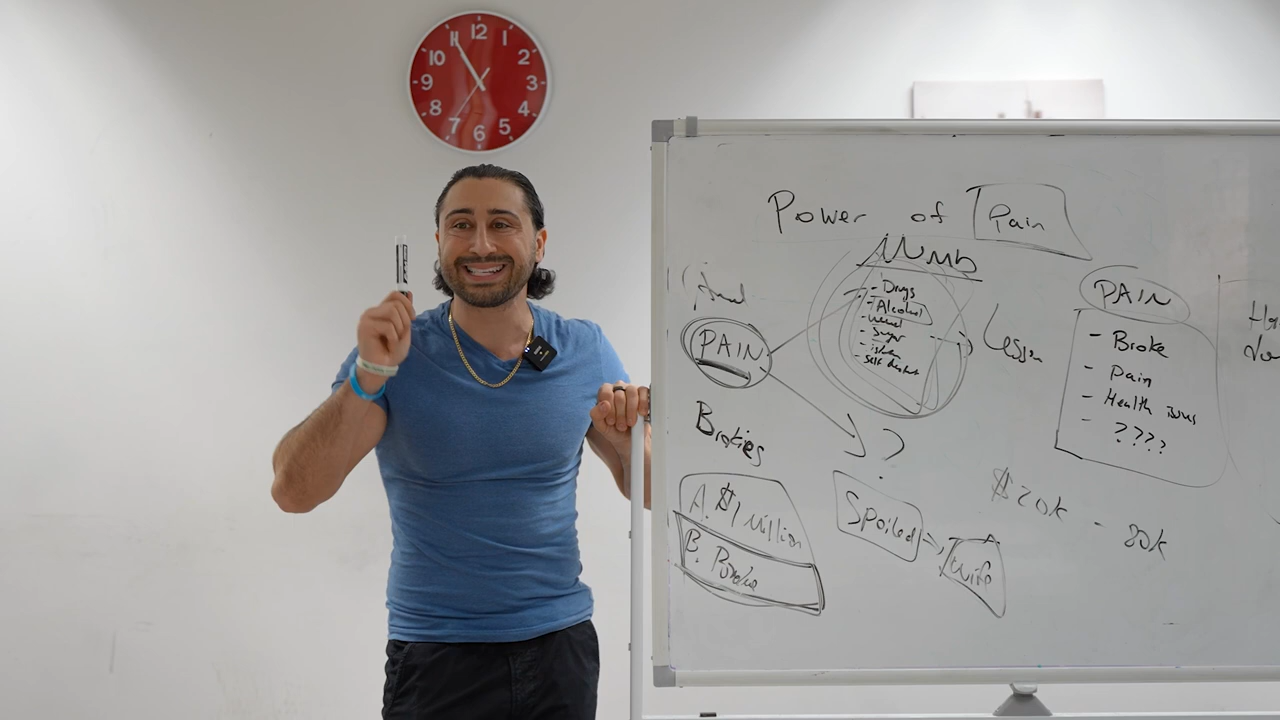 12
1
2
3
4
5
6
7
8
9
10
11
Power of Pain
Numb
- Drugs
- Alcohol
- Sugar
PAIN
Lesson
PAIN
- Broke
- Pain
- Health issues
- ????
Brokies
A. $1 Million
B. Broke
?
Spoiled
Wife
$20k - 80k